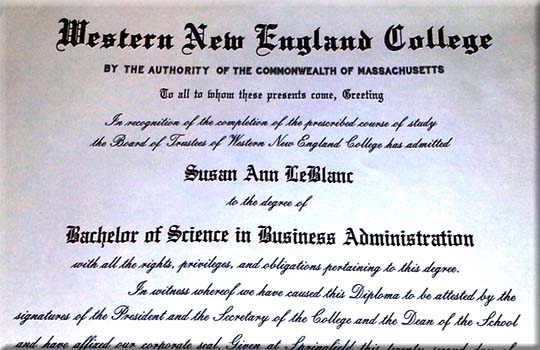 Western New England College
BY THE AUTHORITY OF THE COMMONWEALTH OF MASSACHUSETTS
To all to whom these presents come, Greeting
In recognition of the completion of the prescribed course of study
the Board of Trustees of Western New England College has admitted
Susan Ann LeBlanc
to the degree of
Bachelor of Science in Business Administration
with all the rights, privileges, and obligations pertaining to this degree.
In witness whereof we have caused this Diploma to be attested by the
signatures of the President and the Secretary of the College and the Dean of the School
and have affixed our corporate seal. Given at Springfield this twenty second day of